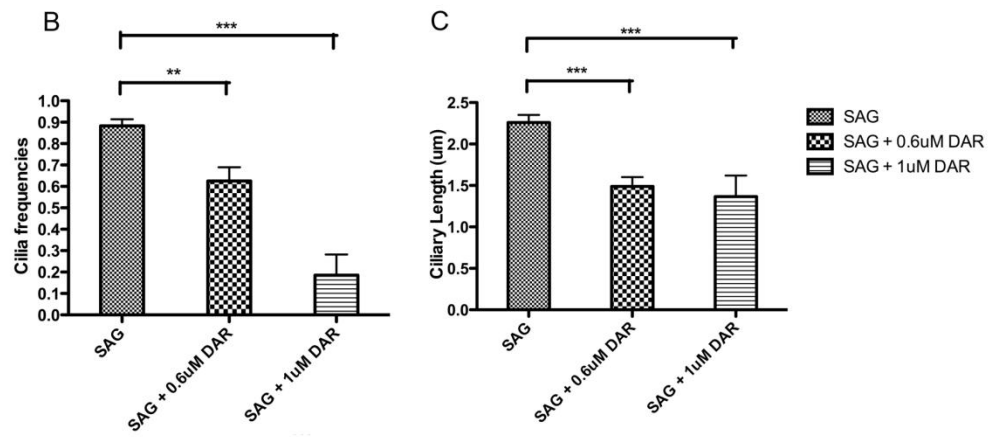 B
***
**
Cilia frequencies
1.0
0.9
0.8
0.7
0.6
0.5
0.4
0.3
0.2
0.1
0.0
SAG
SAG + 0.6uM DAR
SAG + 1uM DAR
C
***
***
Ciliary Length (um)
2.5
2.0
1.5
1.0
0.5
0.0
SAG
SAG + 0.6uM DAR
SAG + 1uM DAR
SAG
SAG + 0.6uM DAR
SAG + 1uM DAR